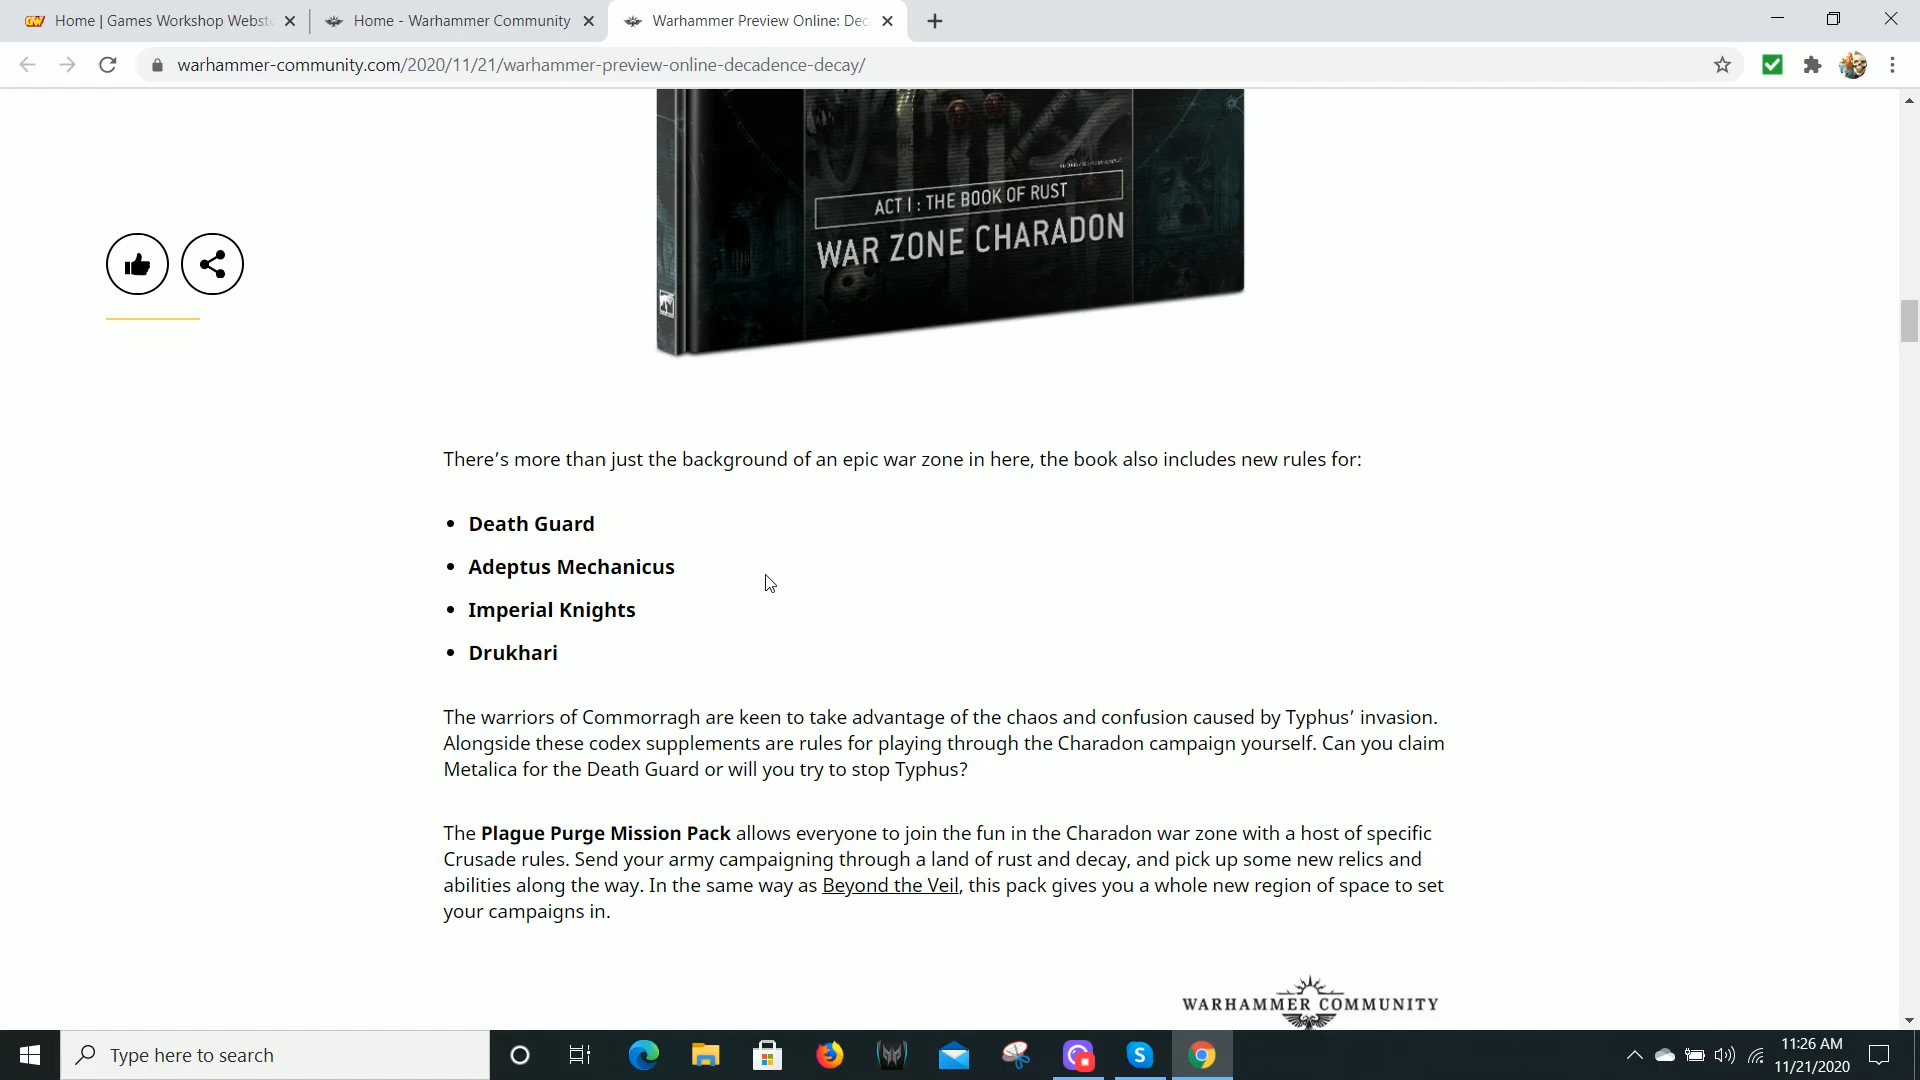 Home | Games Workshop Webst
Home - Warhammer Community
Warhammer Preview Online: Dec
warhammer-community.com/2020/11/21/warhammer-preview-online-decadence-decay/
ACT I : THE BOOK OF RUST
WAR ZONE CHARADON
There's more than just the background of an epic war zone in here, the book also includes new rules for:
• Death Guard
• Adeptus Mechanicus
• Imperial Knights
• Drukhari
The warriors of Commorragh are keen to take advantage of the chaos and confusion caused by Typhus' invasion.
Alongside these codex supplements are rules for playing through the Charadon campaign yourself. Can you claim
Metalica for the Death Guard or will you try to stop Typhus?
The Plague Purge Mission Pack allows everyone to join the fun in the Charadon war zone with a host of specific
Crusade rules. Send your army campaigning through a land of rust and decay, and pick up some new relics and
abilities along the way. In the same way as Beyond the Veil, this pack gives you a whole new region of space to set
your campaigns in.
WARHAMMER COMMUNITY
Type here to search
11:26 AM
11/21/2020